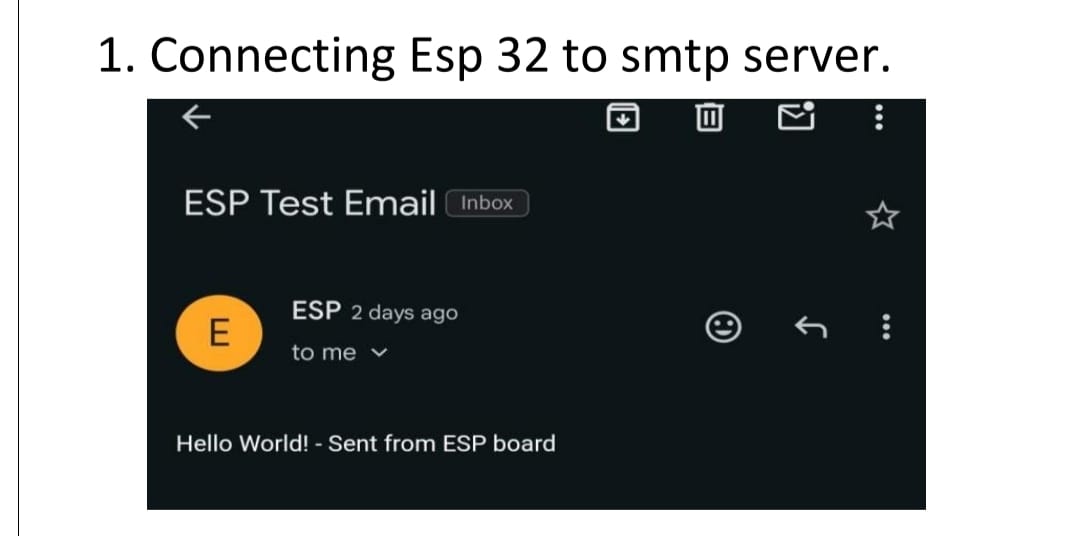 1. Connecting Esp 32 to smtp server.
ESP Test Email Inbox
ESP 2 days ago
E
to me
Hello World! - Sent from ESP board